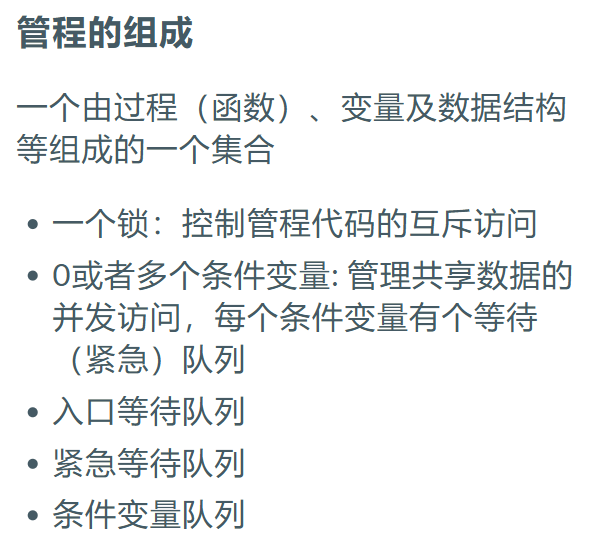 管程的组成
一个由过程（函数）、变量及数据结构
等组成的一个集合
• 一个锁：控制管程代码的互斥访问
• 0或者多个条件变量: 管理共享数据的
并发访问，每个条件变量有个等待
（紧急）队列
• 入口等待队列
• 紧急等待队列
• 条件变量队列